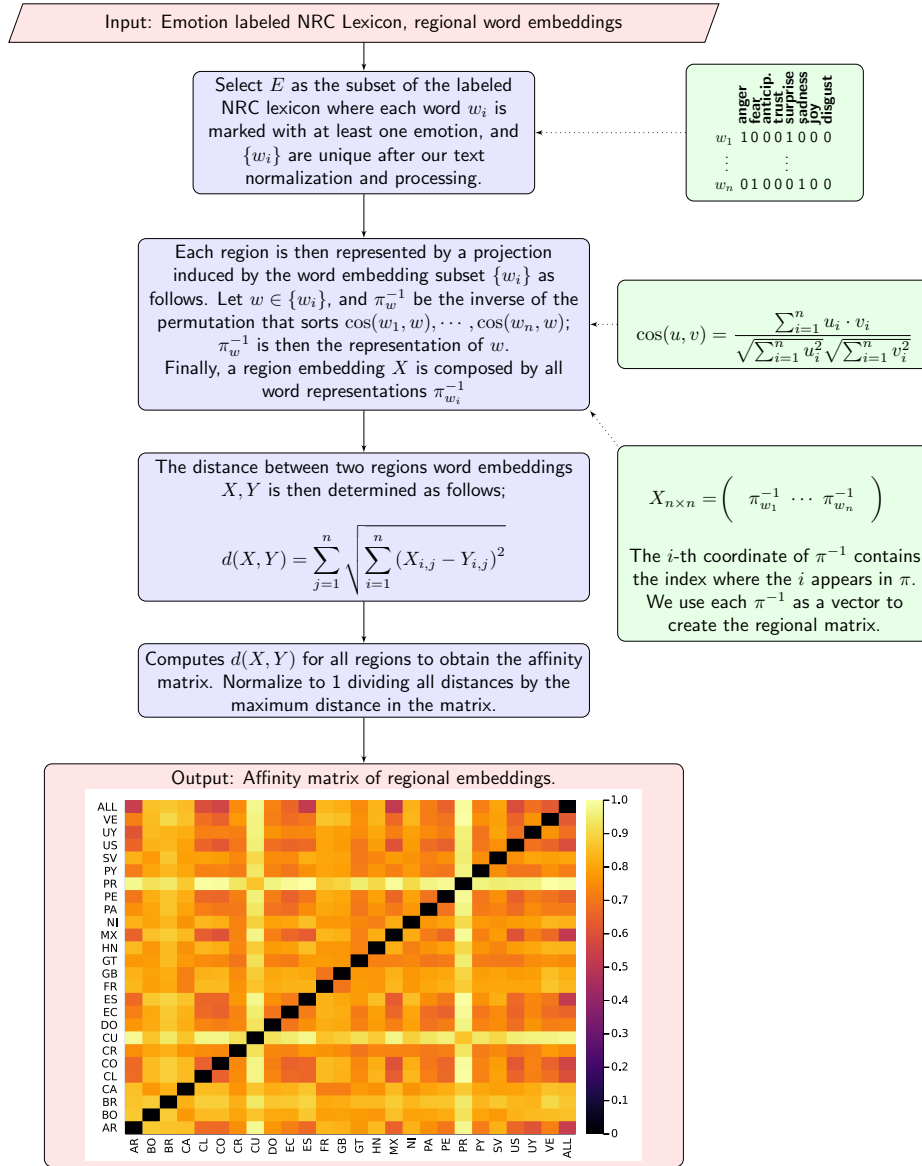 Input: Emotion labeled NRC Lexicon, regional word embeddings
Select E as the subset of the labeled
NRC lexicon where each word w_i is
marked with at least one emotion, and
{w_i} are unique after our text
normalization and processing.
anger
fear
anticip.
trust
surprise
sadness
joy
disgust
w_1 1 0 0 0 1 0 0 0
⋮ ⋮
w_n 0 1 0 0 0 1 0 0
Each region is then represented by a projection
induced by the word embedding subset {w_i} as
follows. Let w ∈ {w_i}, and π_w^{-1} be the inverse of the
permutation that sorts cos(w_1, w), ⋯ , cos(w_n, w);
π_w^{-1} is then the representation of w.
Finally, a region embedding X is composed by all
word representations π_{w_i}^{-1}
cos(u, v) = \frac{∑_{i=1}^{n} u_i · v_i}{\sqrt{∑_{i=1}^{n} u_i^2} \sqrt{∑_{i=1}^{n} v_i^2}}
The distance between two regions word embeddings
X, Y is then determined as follows;
d(X, Y) = ∑_{j=1}^{n} \sqrt{∑_{i=1}^{n} (X_{i,j} − Y_{i,j})^2}
X_{n×n} = ( π_{w_1}^{-1} ⋯ π_{w_n}^{-1} )
The i-th coordinate of π^{-1} contains
the index where the i appears in π.
We use each π^{-1} as a vector to
create the regional matrix.
Computes d(X, Y) for all regions to obtain the affinity
matrix. Normalize to 1 dividing all distances by the
maximum distance in the matrix.
Output: Affinity matrix of regional embeddings.
ALL
VE
UY
US
SV
PY
PR
PE
PA
NI
MX
HN
GT
GB
FR
ES
EC
DO
CU
CR
CO
CL
CA
BR
BO
AR
AR BO BR CA CL CO CR CU DO EC ES FR GB GT HN MX NI PA PE PR PY SV US UY VE ALL
1.0
0.9
0.8
0.7
0.6
0.5
0.4
0.3
0.2
0.1
0